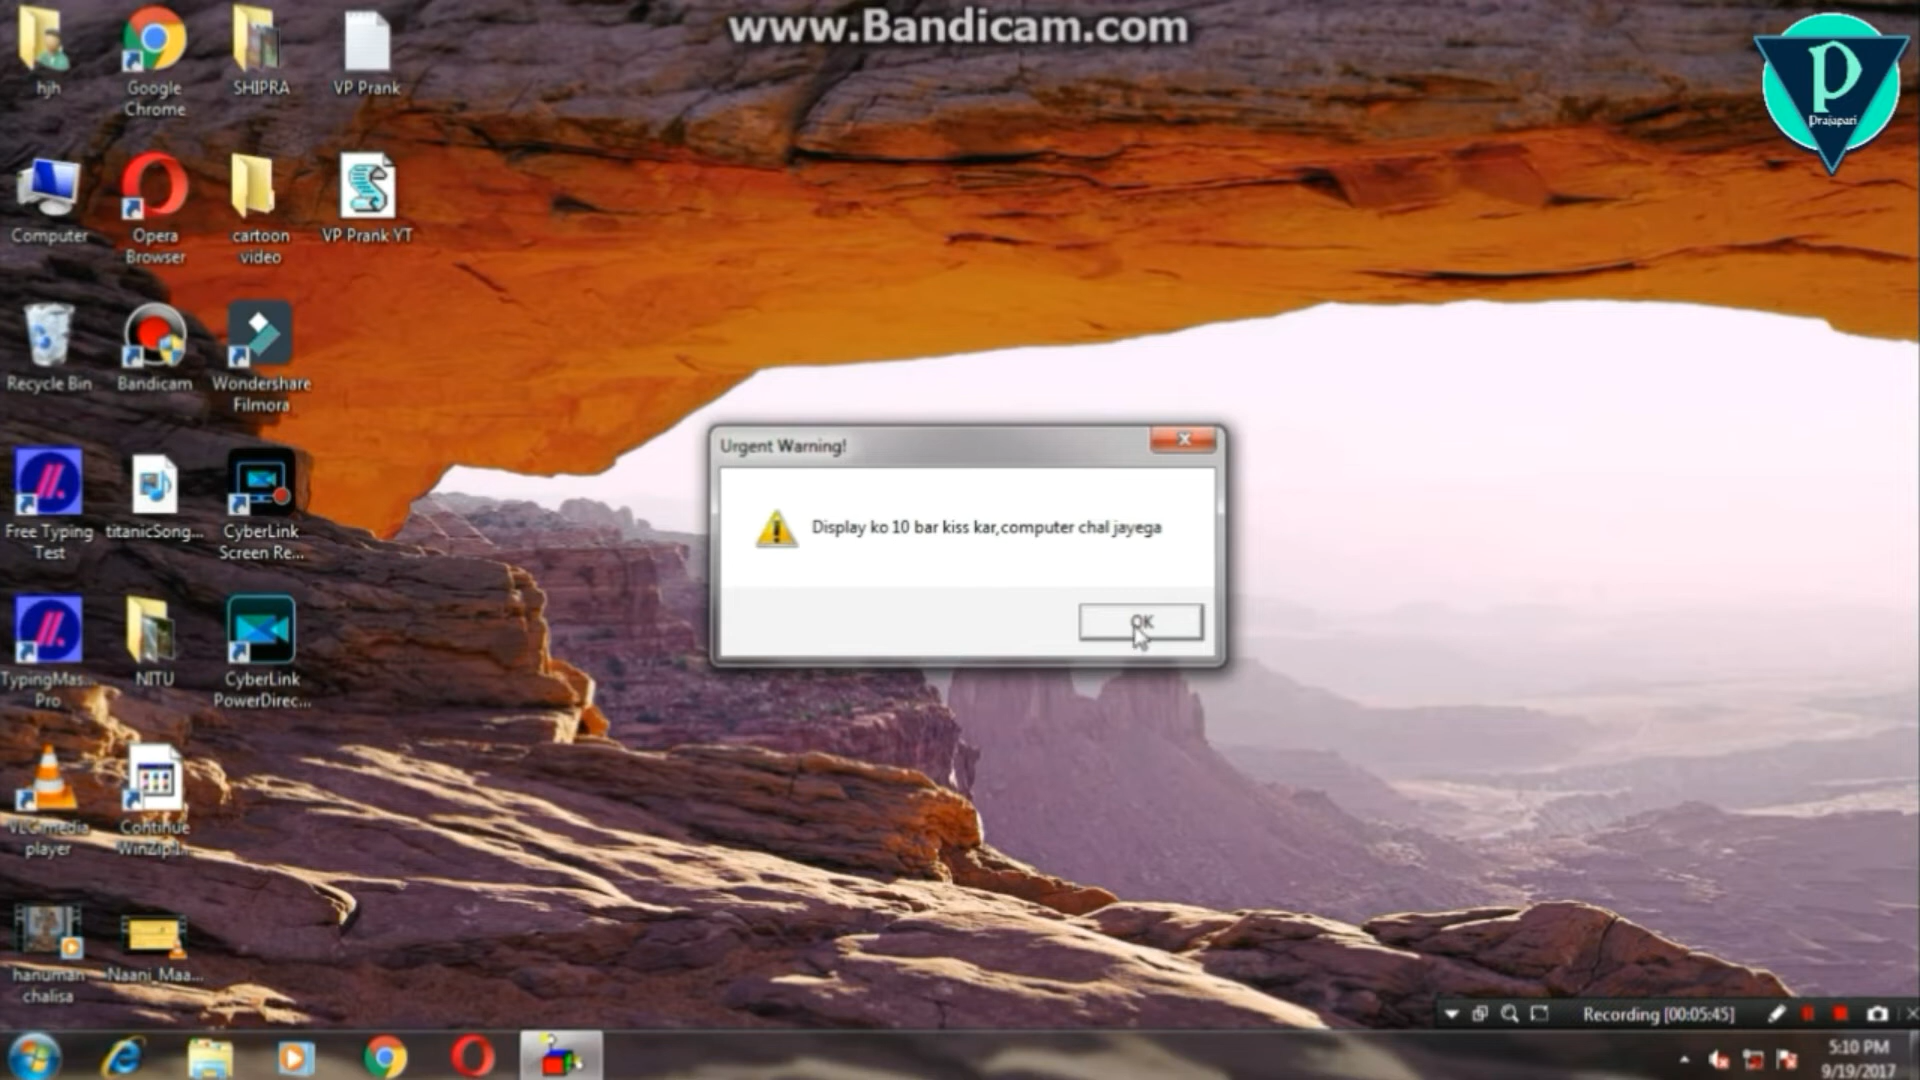 www.Bandicam.com
Prajapati
hjh
Google
Chrome
SHIPRA
VP Prank
Computer
Opera
Browser
cartoon
video
VP Prank YT
Recycle Bin
Bandicam
Wondershare
Filmora
Urgent Warning!
Display ko 10 bar kiss kar,computer chal jayega
OK
Free Typing
Test
titanicSong...
CyberLink
Screen Re...
TypingMas...
Pro
NITU
CyberLink
PowerDirec...
VLC media
player
Continue
WinZip I...
hanuman
chalisa
Naani_Maa...
Recording [00:05:45]
5:10 PM
9/19/2017